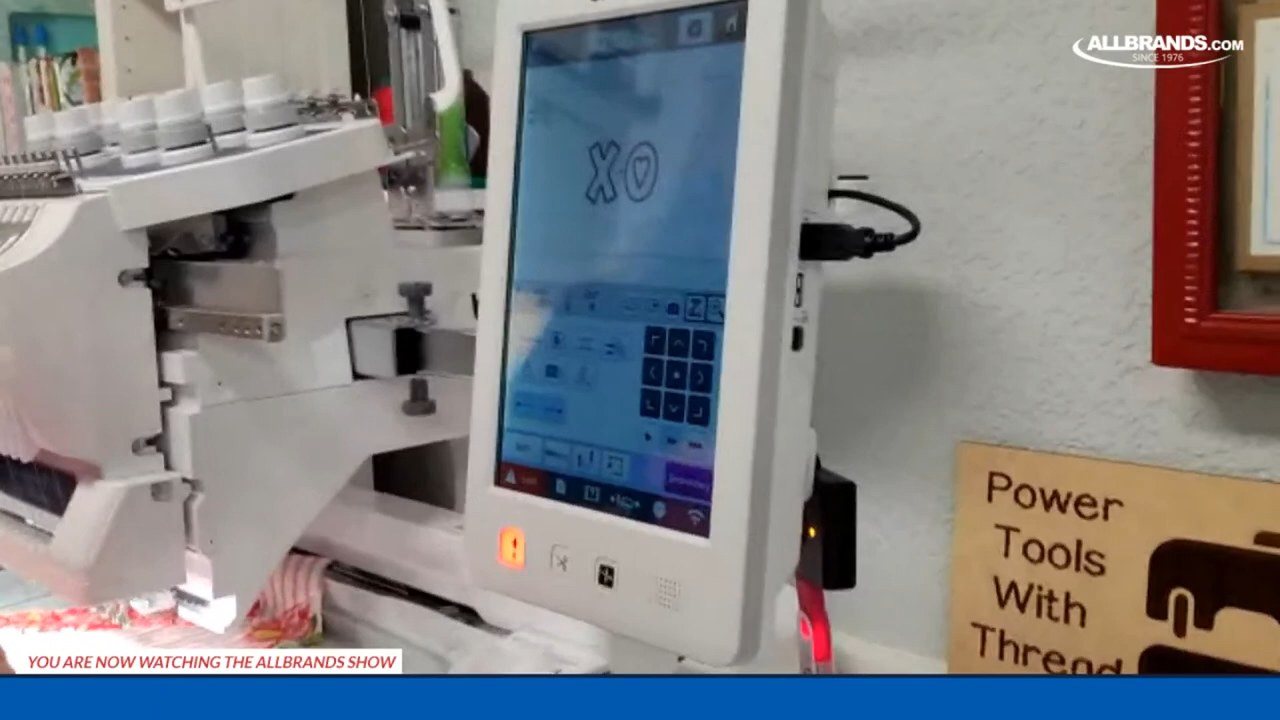 ALLBRANDS.COM
SINCE 1976
XO
Power
Tools
With
Thread
YOU ARE NOW WATCHING THE ALLBRANDS SHOW